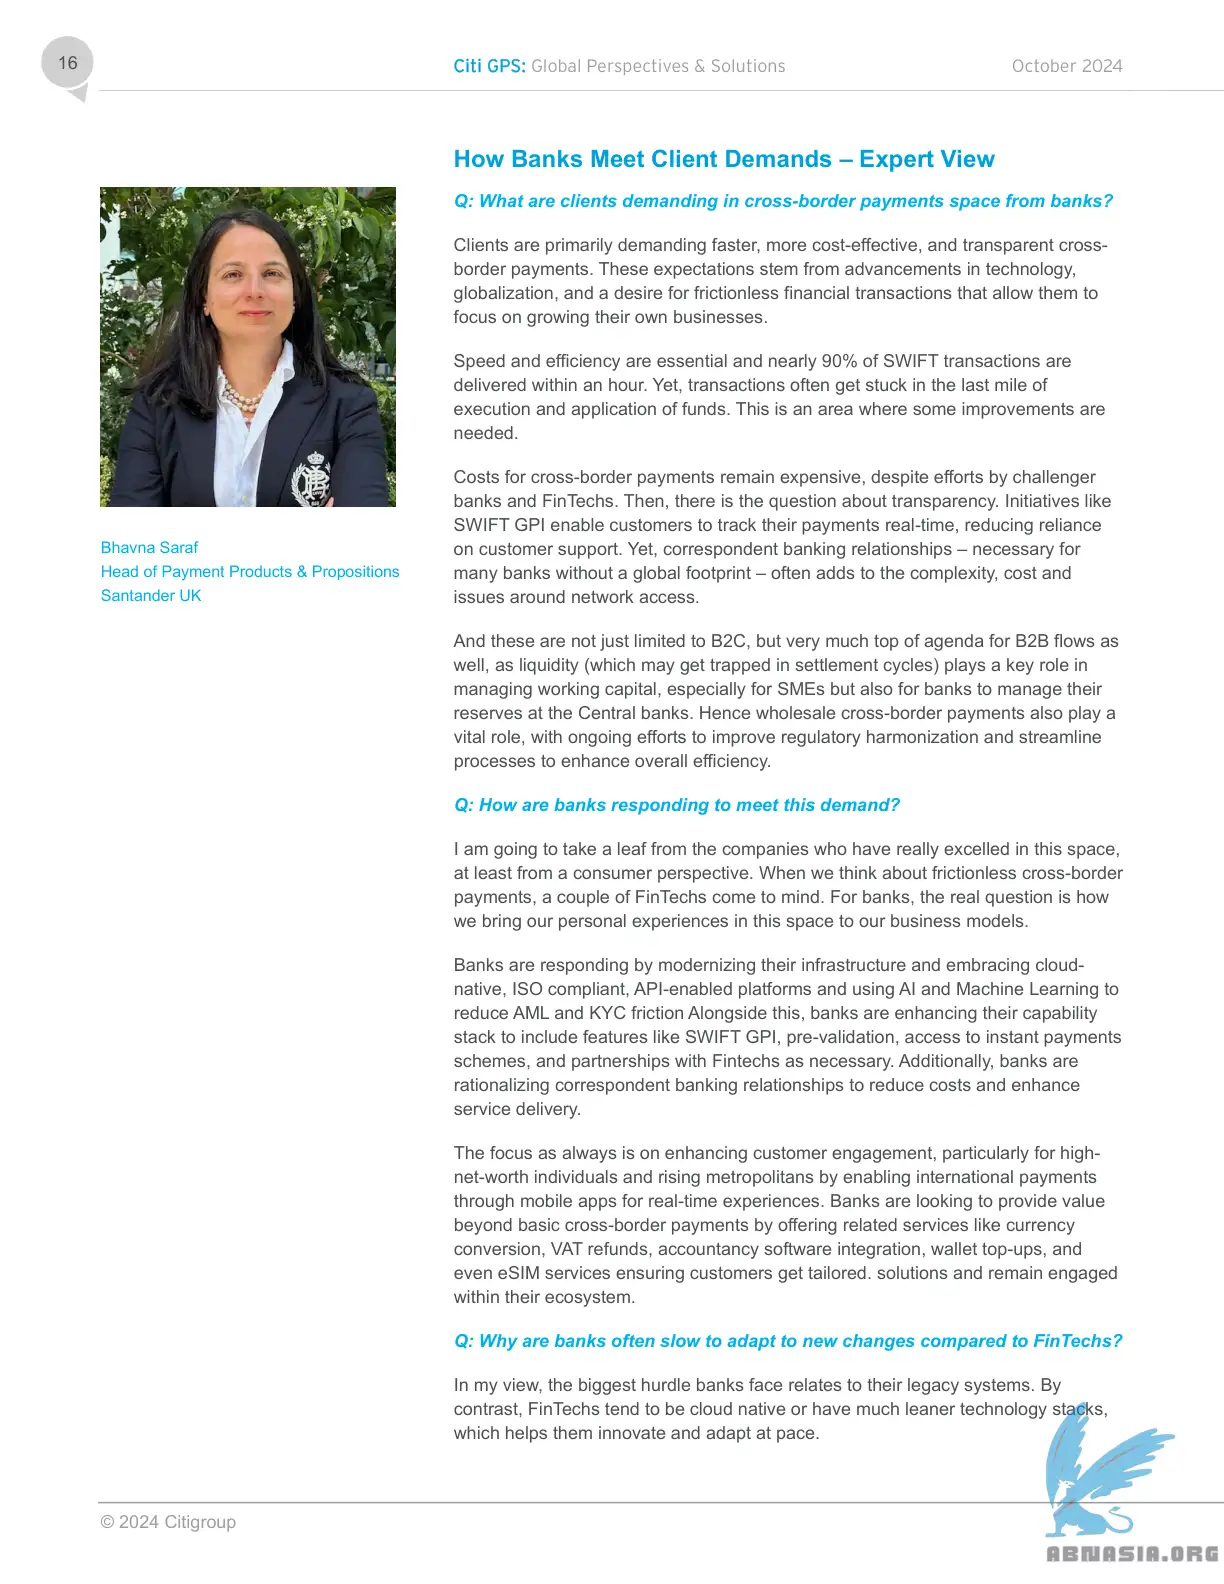 16
Citi GPS: Global Perspectives & Solutions
October 2024
How Banks Meet Client Demands – Expert View
Q: What are clients demanding in cross-border payments space from banks?
Clients are primarily demanding faster, more cost-effective, and transparent cross-
border payments. These expectations stem from advancements in technology,
globalization, and a desire for frictionless financial transactions that allow them to
focus on growing their own businesses.
Speed and efficiency are essential and nearly 90% of SWIFT transactions are
delivered within an hour. Yet, transactions often get stuck in the last mile of
execution and application of funds. This is an area where some improvements are
needed.
Costs for cross-border payments remain expensive, despite efforts by challenger
banks and FinTechs. Then, there is the question about transparency. Initiatives like
SWIFT GPI enable customers to track their payments real-time, reducing reliance
on customer support. Yet, correspondent banking relationships – necessary for
many banks without a global footprint – often adds to the complexity, cost and
issues around network access.
And these are not just limited to B2C, but very much top of agenda for B2B flows as
well, as liquidity (which may get trapped in settlement cycles) plays a key role in
managing working capital, especially for SMEs but also for banks to manage their
reserves at the Central banks. Hence wholesale cross-border payments also play a
vital role, with ongoing efforts to improve regulatory harmonization and streamline
processes to enhance overall efficiency.
Q: How are banks responding to meet this demand?
I am going to take a leaf from the companies who have really excelled in this space,
at least from a consumer perspective. When we think about frictionless cross-border
payments, a couple of FinTechs come to mind. For banks, the real question is how
we bring our personal experiences in this space to our business models.
Banks are responding by modernizing their infrastructure and embracing cloud-
native, ISO compliant, API-enabled platforms and using AI and Machine Learning to
reduce AML and KYC friction Alongside this, banks are enhancing their capability
stack to include features like SWIFT GPI, pre-validation, access to instant payments
schemes, and partnerships with Fintechs as necessary. Additionally, banks are
rationalizing correspondent banking relationships to reduce costs and enhance
service delivery.
The focus as always is on enhancing customer engagement, particularly for high-
net-worth individuals and rising metropolitans by enabling international payments
through mobile apps for real-time experiences. Banks are looking to provide value
beyond basic cross-border payments by offering related services like currency
conversion, VAT refunds, accountancy software integration, wallet top-ups, and
even eSIM services ensuring customers get tailored. solutions and remain engaged
within their ecosystem.
Q: Why are banks often slow to adapt to new changes compared to FinTechs?
In my view, the biggest hurdle banks face relates to their legacy systems. By
contrast, FinTechs tend to be cloud native or have much leaner technology stacks,
which helps them innovate and adapt at pace.
Bhavna Saraf
Head of Payment Products & Propositions
Santander UK
© 2024 Citigroup
ABNASIA.ORG